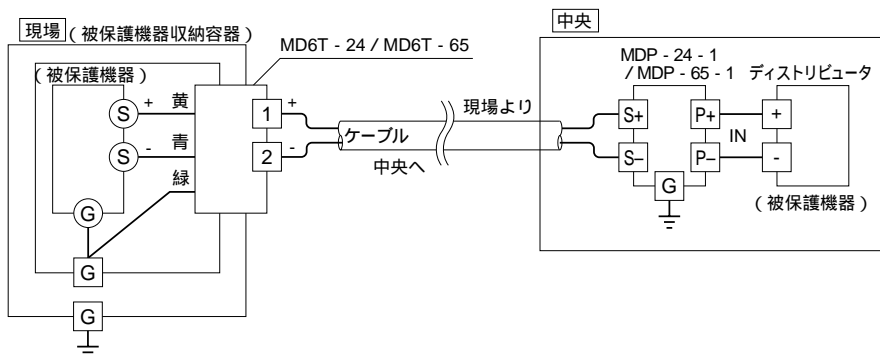 現場 (被保護機器収納容器)
MD6T - 24 / MD6T - 65
(被保護機器)
S + 黄
S - 青
緑
G
G
G
1 +
2 -
現場より
ケーブル
中央へ
中央
MDP - 24 - 1
/ MDP - 65 - 1
ディストリビュータ
S+
S–
P+
P–
IN
+
-
G
(被保護機器)